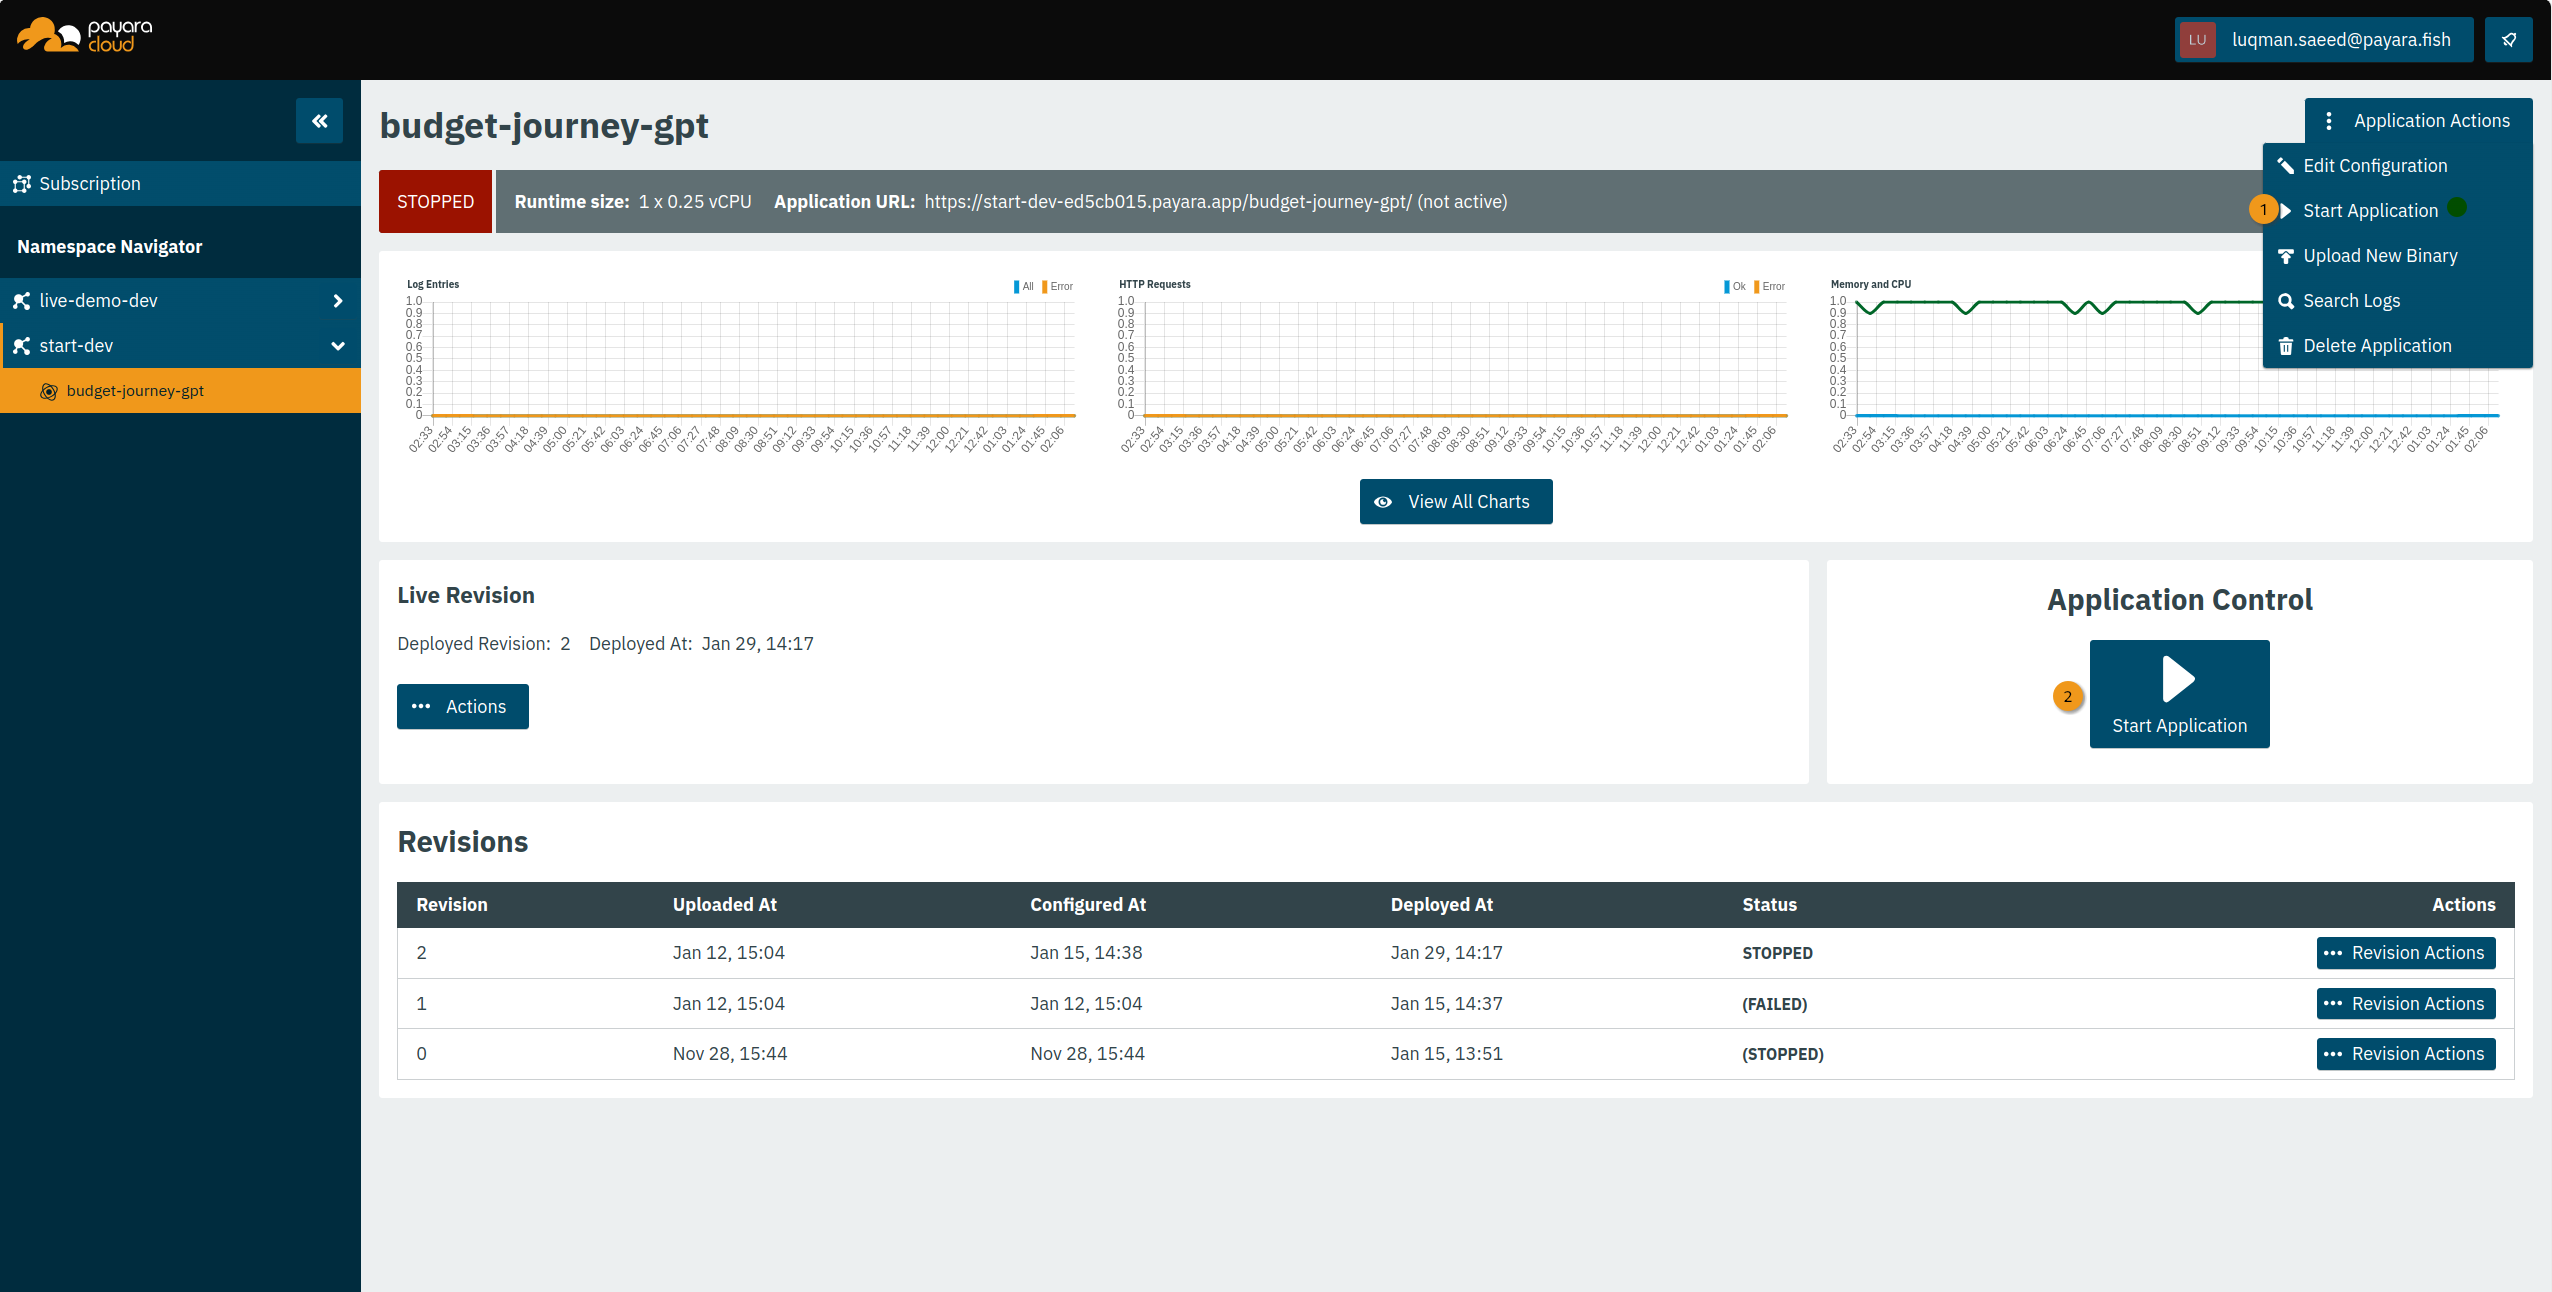 payara
cloud
LU luqman.saeed@payara.fish
Subscription
Namespace Navigator
live-demo-dev
start-dev
budget-journey-gpt
budget-journey-gpt
Application Actions
Edit Configuration
1 Start Application
Upload New Binary
Search Logs
Delete Application
STOPPED Runtime size: 1 x 0.25 vCPU Application URL: https://start-dev-ed5cb015.payara.app/budget-journey-gpt/ (not active)
Log Entries All Error
1.0
0.9
0.8
0.7
0.6
0.5
0.4
0.3
0.2
0.1
0
02:33 02:54 03:15 03:36 03:57 04:18 04:39 05:00 05:21 05:42 06:03 06:24 06:45 07:06 07:27 07:48 08:09 08:30 08:51 09:12 09:33 09:54 10:15 10:36 10:57 11:18 11:39 12:00 12:21 12:42 01:03 01:24 01:45 02:06
HTTP Requests Ok Error
1.0
0.9
0.8
0.7
0.6
0.5
0.4
0.3
0.2
0.1
0
02:33 02:54 03:15 03:36 03:57 04:18 04:39 05:00 05:21 05:42 06:03 06:24 06:45 07:06 07:27 07:48 08:09 08:30 08:51 09:12 09:33 09:54 10:15 10:36 10:57 11:18 11:39 12:00 12:21 12:42 01:03 01:24 01:45 02:06
Memory and CPU
1.0
0.9
0.8
0.7
0.6
0.5
0.4
0.3
0.2
0.1
0
02:33 02:54 03:15 03:36 03:57 04:18 04:39 05:00 05:21 05:42 06:03 06:24 06:45 07:06 07:27 07:48 08:09 08:30 08:51 09:12 09:33 09:54 10:15 10:36 10:57 11:18 11:39 12:00 12:21 12:42 01:03 01:24 01:45 02:06
View All Charts
Live Revision
Deployed Revision: 2 Deployed At: Jan 29, 14:17
Actions
Application Control
2
Start Application
Revisions
Revision Uploaded At Configured At Deployed At Status Actions
2 Jan 12, 15:04 Jan 15, 14:38 Jan 29, 14:17 STOPPED Revision Actions
1 Jan 12, 15:04 Jan 12, 15:04 Jan 15, 14:37 (FAILED) Revision Actions
0 Nov 28, 15:44 Nov 28, 15:44 Jan 15, 13:51 (STOPPED) Revision Actions